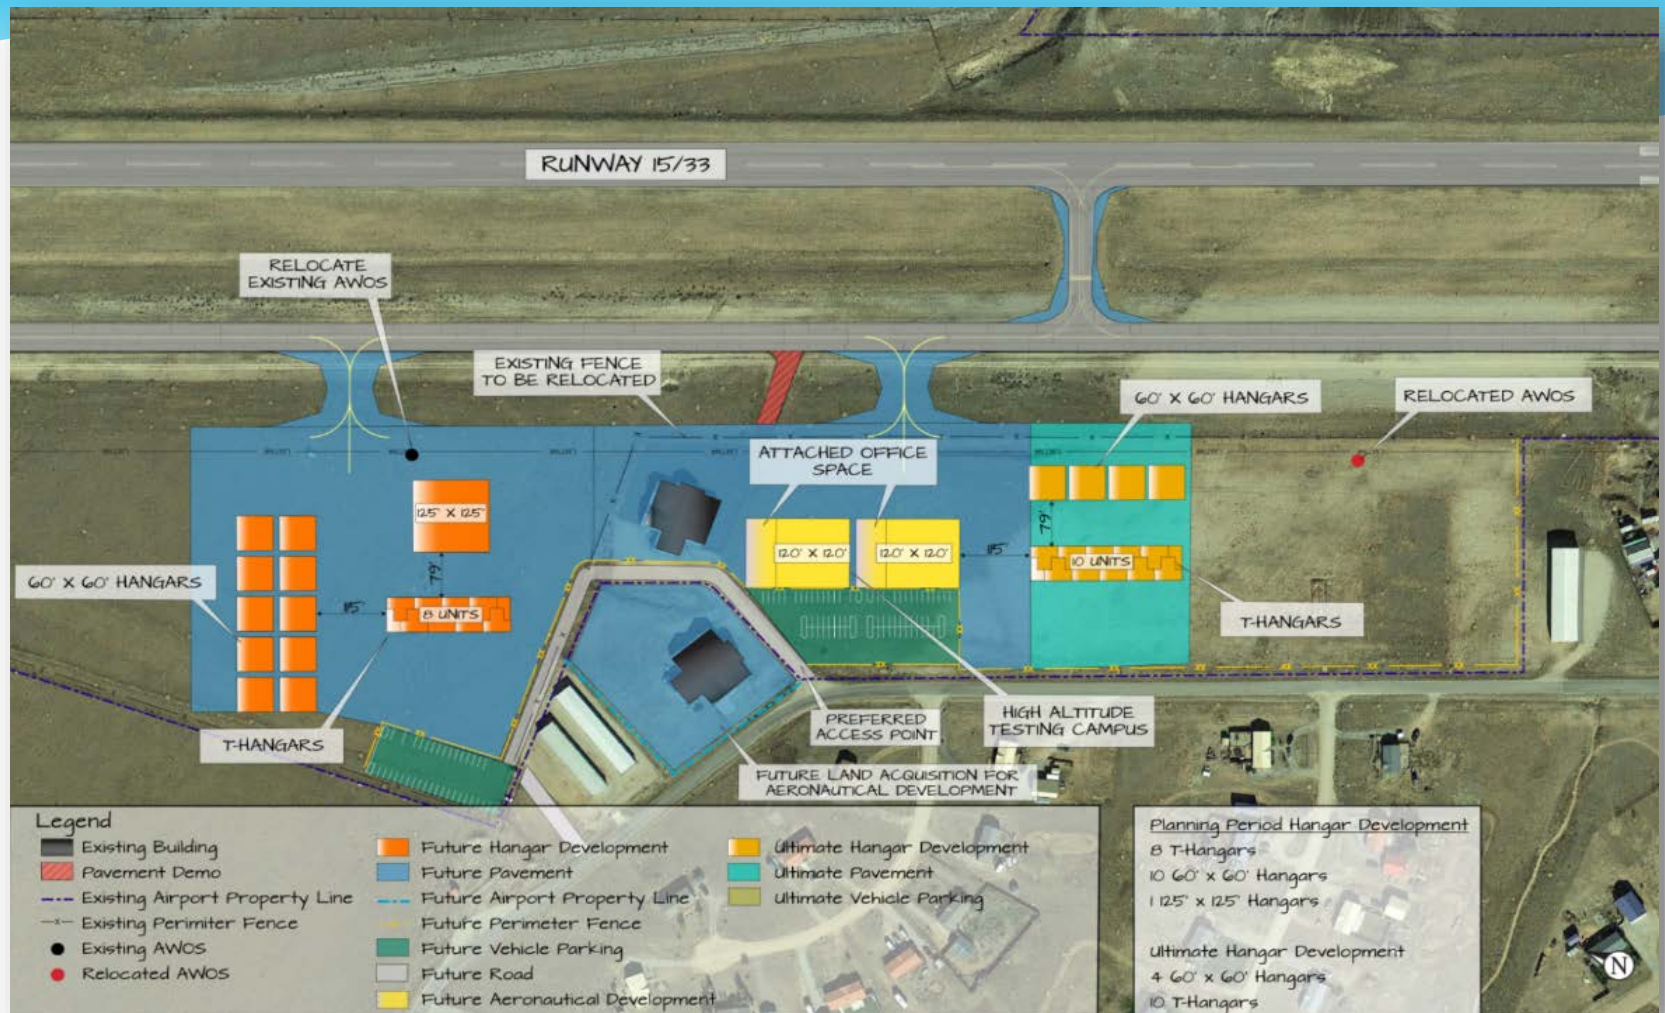 RUNWAY 15/33
RELOCATE
EXISTING AWOS
EXISTING FENCE
TO BE RELOCATED
60' X 60' HANGARS
RELOCATED AWOS
ATTACHED OFFICE
SPACE
125' X 125'
120' X 120'
120' X 120'
79'
79'
115'
10 UNITS
60' X 60' HANGARS
115'
8 UNITS
T-HANGARS
T-HANGARS
PREFERRED
ACCESS POINT
HIGH ALTITUDE
TESTING CAMPUS
FUTURE LAND ACQUISITION FOR
AERONAUTICAL DEVELOPMENT
Legend
Existing Building
Pavement Demo
Existing Airport Property Line
Existing Perimiter Fence
Existing AWOS
Relocated AWOS
Future Hangar Development
Future Pavement
Future Airport Property Line
Future Perimeter Fence
Future Vehicle Parking
Future Road
Future Aeronautical Development
Ultimate Hangar Development
Ultimate Pavement
Ultimate Vehicle Parking
Planning Period Hangar Development
8 T-Hangars
10 60' x 60' Hangars
1 125' x 125' Hangars
Ultimate Hangar Development
4 60' x 60' Hangars
10 T-Hangars
N